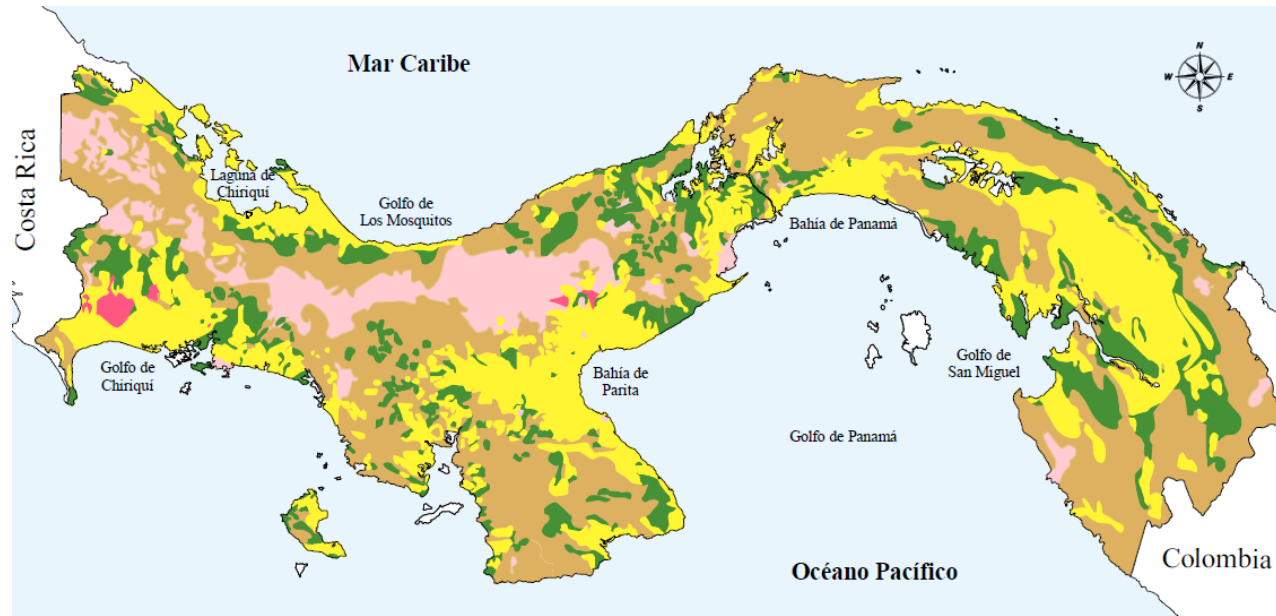 Mar Caribe
N
W
E
S
Costa Rica
Laguna de
Chiriquí
Golfo de
Los Mosquitos
Bahía de Panamá
Golfo de
Chiriquí
Bahía de
Parita
Golfo de
San Miguel
Golfo de Panamá
Océano Pacífico
Colombia